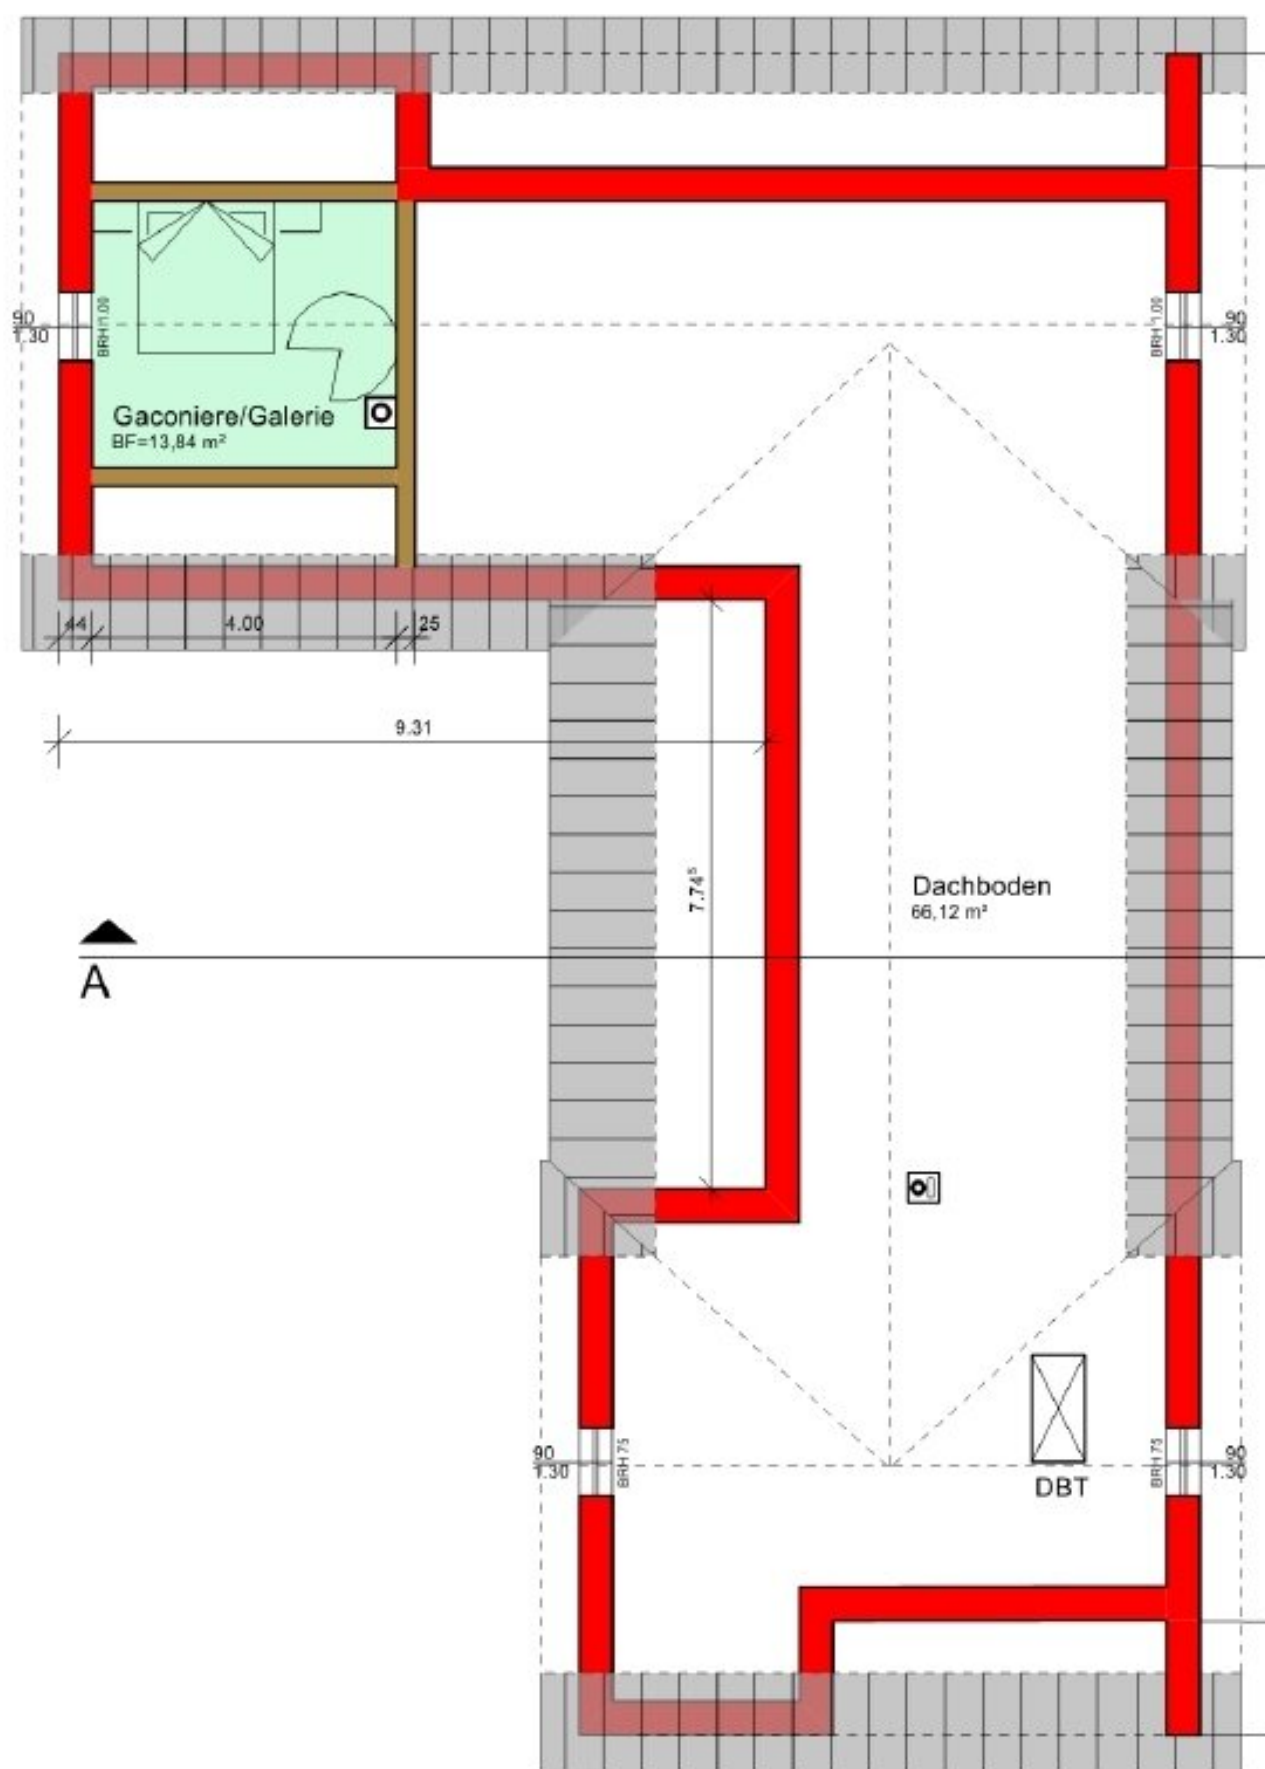 BRH 1.00
90
1.30
BRH 1.00
90
1.30
Gaconiere/Galerie
BF=13,84 m²
44
4.00
25
9.31
7.74⁵
Dachboden
66,12 m²
A
90
1.30
BRH 75
BRH 75
90
1.30
DBT